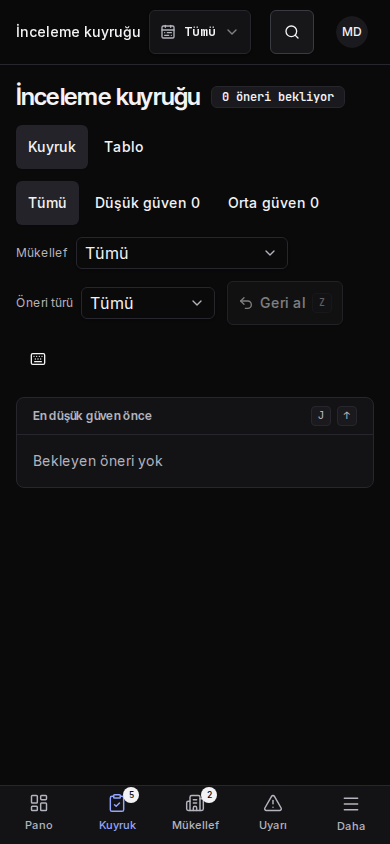 İnceleme kuyruğu Tümü MD
İnceleme kuyruğu 0 öneri bekliyor
Kuyruk Tablo
Tümü Düşük güven 0 Orta güven 0
Mükellef Tümü
Öneri türü Tümü Geri al Z
En düşük güven önce J ↑
Bekleyen öneri yok
5 2
Pano Kuyruk Mükellef Uyarı Daha